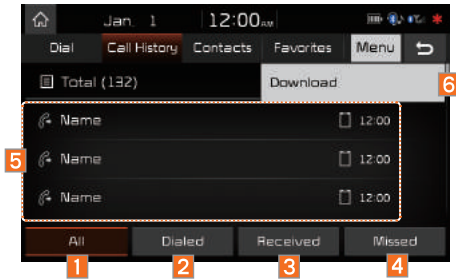 Jan. 1 12:00AM
Dial Call History Contacts Favorites Menu
Total (132) Download 6
Name 12:00
5 Name 12:00
Name 12:00
All Dialed Received Missed
1 2 3 4